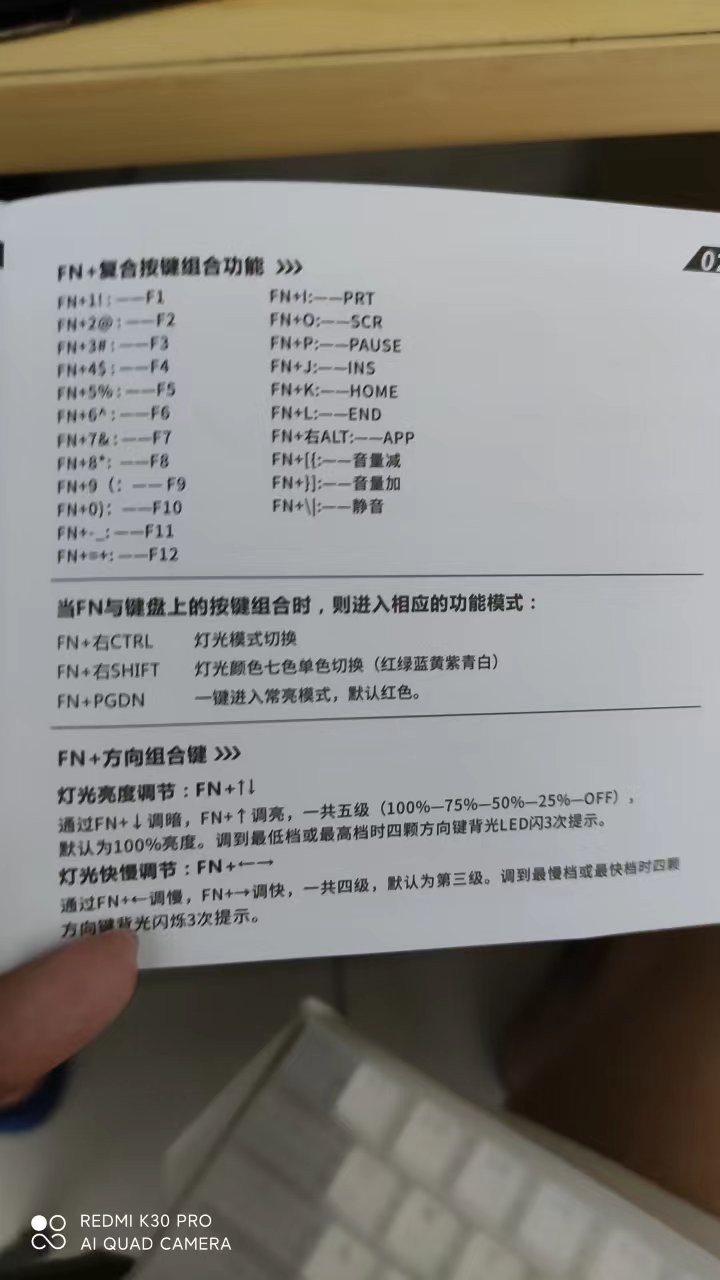 FN+复合按键组合功能 >>>
FN+1!:——F1
FN+2@:——F2
FN+3#:——F3
FN+4$:——F4
FN+5%:——F5
FN+6^:——F6
FN+7&:——F7
FN+8*:——F8
FN+9（:——F9
FN+0):——F10
FN+-_:——F11
FN+=+:——F12
FN+I:——PRT
FN+O:——SCR
FN+P:——PAUSE
FN+J:——INS
FN+K:——HOME
FN+L:——END
FN+右ALT:——APP
FN+[{:——音量减
FN+}]:——音量加
FN+\|:——静音
当FN与键盘上的按键组合时，则进入相应的功能模式：
FN+右CTRL 灯光模式切换
FN+右SHIFT 灯光颜色七色单色切换（红绿蓝黄紫青白）
FN+PGDN 一键进入常亮模式，默认红色。
FN+方向组合键 >>>
灯光亮度调节：FN+↑↓
通过FN+↓调暗，FN+↑调亮，一共五级（100%—75%—50%—25%—OFF），
默认为100%亮度。调到最低档或最高档时四颗方向键背光LED闪3次提示。
灯光快慢调节：FN+←→
通过FN+←调慢，FN+→调快，一共四级，默认为第三级。调到最慢档或最快档时四颗
方向键背光闪烁3次提示。
REDMI K30 PRO
AI QUAD CAMERA